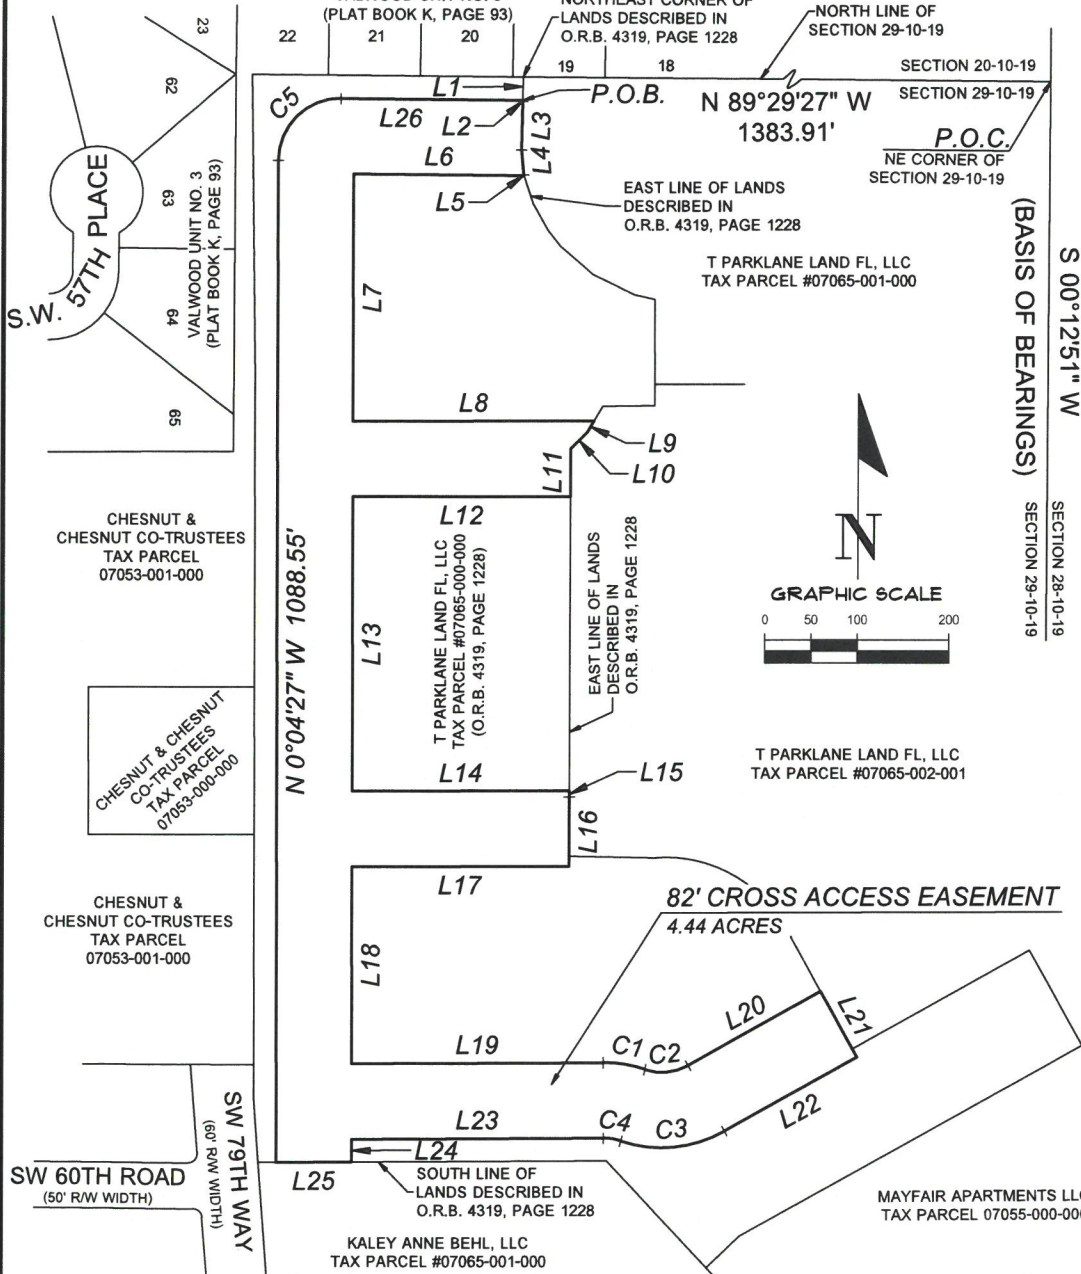 (PLAT BOOK K, PAGE 93)
NORTHEAST CORNER OF
LANDS DESCRIBED IN
O.R.B. 4319, PAGE 1228
NORTH LINE OF
SECTION 29-10-19
23
22
21
20
19
18
SECTION 20-10-19
SECTION 29-10-19
62
C5
L1
L26
L2
P.O.B.
L3
L4
N 89°29'27" W
1383.91'
P.O.C.
NE CORNER OF
SECTION 29-10-19
L6
L5
EAST LINE OF LANDS
DESCRIBED IN
O.R.B. 4319, PAGE 1228
63
VALWOOD UNIT NO. 3
(PLAT BOOK K, PAGE 93)
S.W. 57TH PLACE
64
65
T PARKLANE LAND FL, LLC
TAX PARCEL #07065-001-000
S 00°12'51" W
(BASIS OF BEARINGS)
L7
L8
L9
L10
L11
L12
CHESNUT &
CHESNUT CO-TRUSTEES
TAX PARCEL
07053-001-000
N 0°04'27" W 1088.55'
T PARKLANE LAND FL, LLC
TAX PARCEL #07065-000-000
(O.R.B. 4319, PAGE 1228)
EAST LINE OF LANDS
DESCRIBED IN
O.R.B. 4319, PAGE 1228
N
GRAPHIC SCALE
0 50 100 200
SECTION 28-10-19
SECTION 29-10-19
L13
CHESNUT & CHESNUT
CO-TRUSTEES
TAX PARCEL
07053-000-000
L14
L15
T PARKLANE LAND FL, LLC
TAX PARCEL #07065-002-001
L16
L17
CHESNUT &
CHESNUT CO-TRUSTEES
TAX PARCEL
07053-001-000
82' CROSS ACCESS EASEMENT
4.44 ACRES
L18
L19
C1
C2
L20
L21
L22
L23
C4
C3
L24
L25
SW 79TH WAY
(60' R/W WIDTH)
SW 60TH ROAD
(50' R/W WIDTH)
SOUTH LINE OF
LANDS DESCRIBED IN
O.R.B. 4319, PAGE 1228
MAYFAIR APARTMENTS
TAX PARCEL 07055-000-000
KALEY ANNE BEHL, LLC
TAX PARCEL #07065-001-000